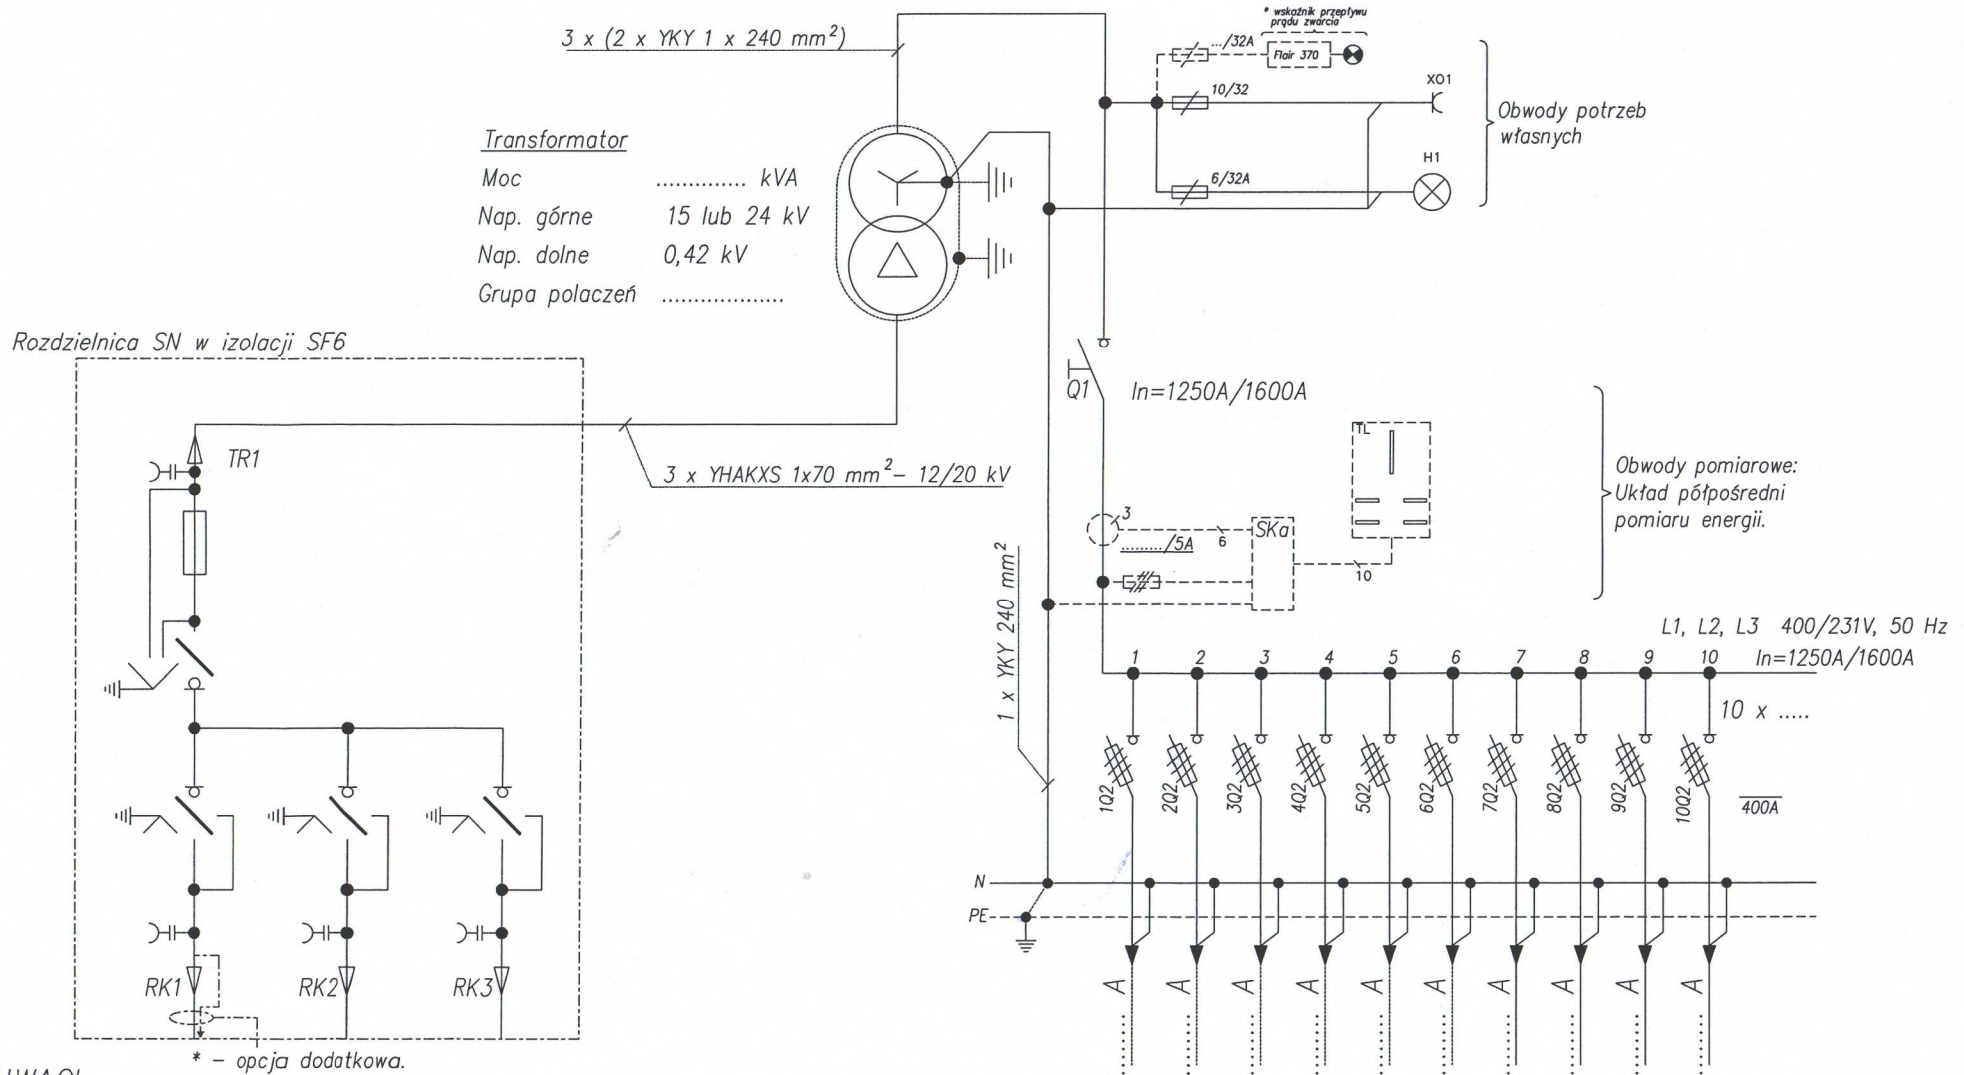 3 x (2 x YKY 1 x 240 mm²)
* wskaźnik przepływu
prądu zwarcia
.../32A
Flair 370
10/32
XO1
Obwody potrzeb
własnych
H1
6/32A
Transformator
Moc .............. kVA
Nap. górne 15 lub 24 kV
Nap. dolne 0,42 kV
Grupa polaczeń ...................
Rozdzielnica SN w izolacji SF6
TR1
3 x YHAKXS 1x70 mm² – 12/20 kV
Q1
In=1250A/1600A
TL
Obwody pomiarowe:
Układ półpośredni
pomiaru energii.
3
........./5A
6
SKa
10
1 x YKY 240 mm²
L1, L2, L3 400/231V, 50 Hz
In=1250A/1600A
1 2 3 4 5 6 7 8 9 10
10 x .....
1Q2 2Q2 3Q2 4Q2 5Q2 6Q2 7Q2 8Q2 9Q2 10Q2
400A
N
PE
RK1 RK2 RK3
A A A A A A A A A A
* – opcja dodatkowa.